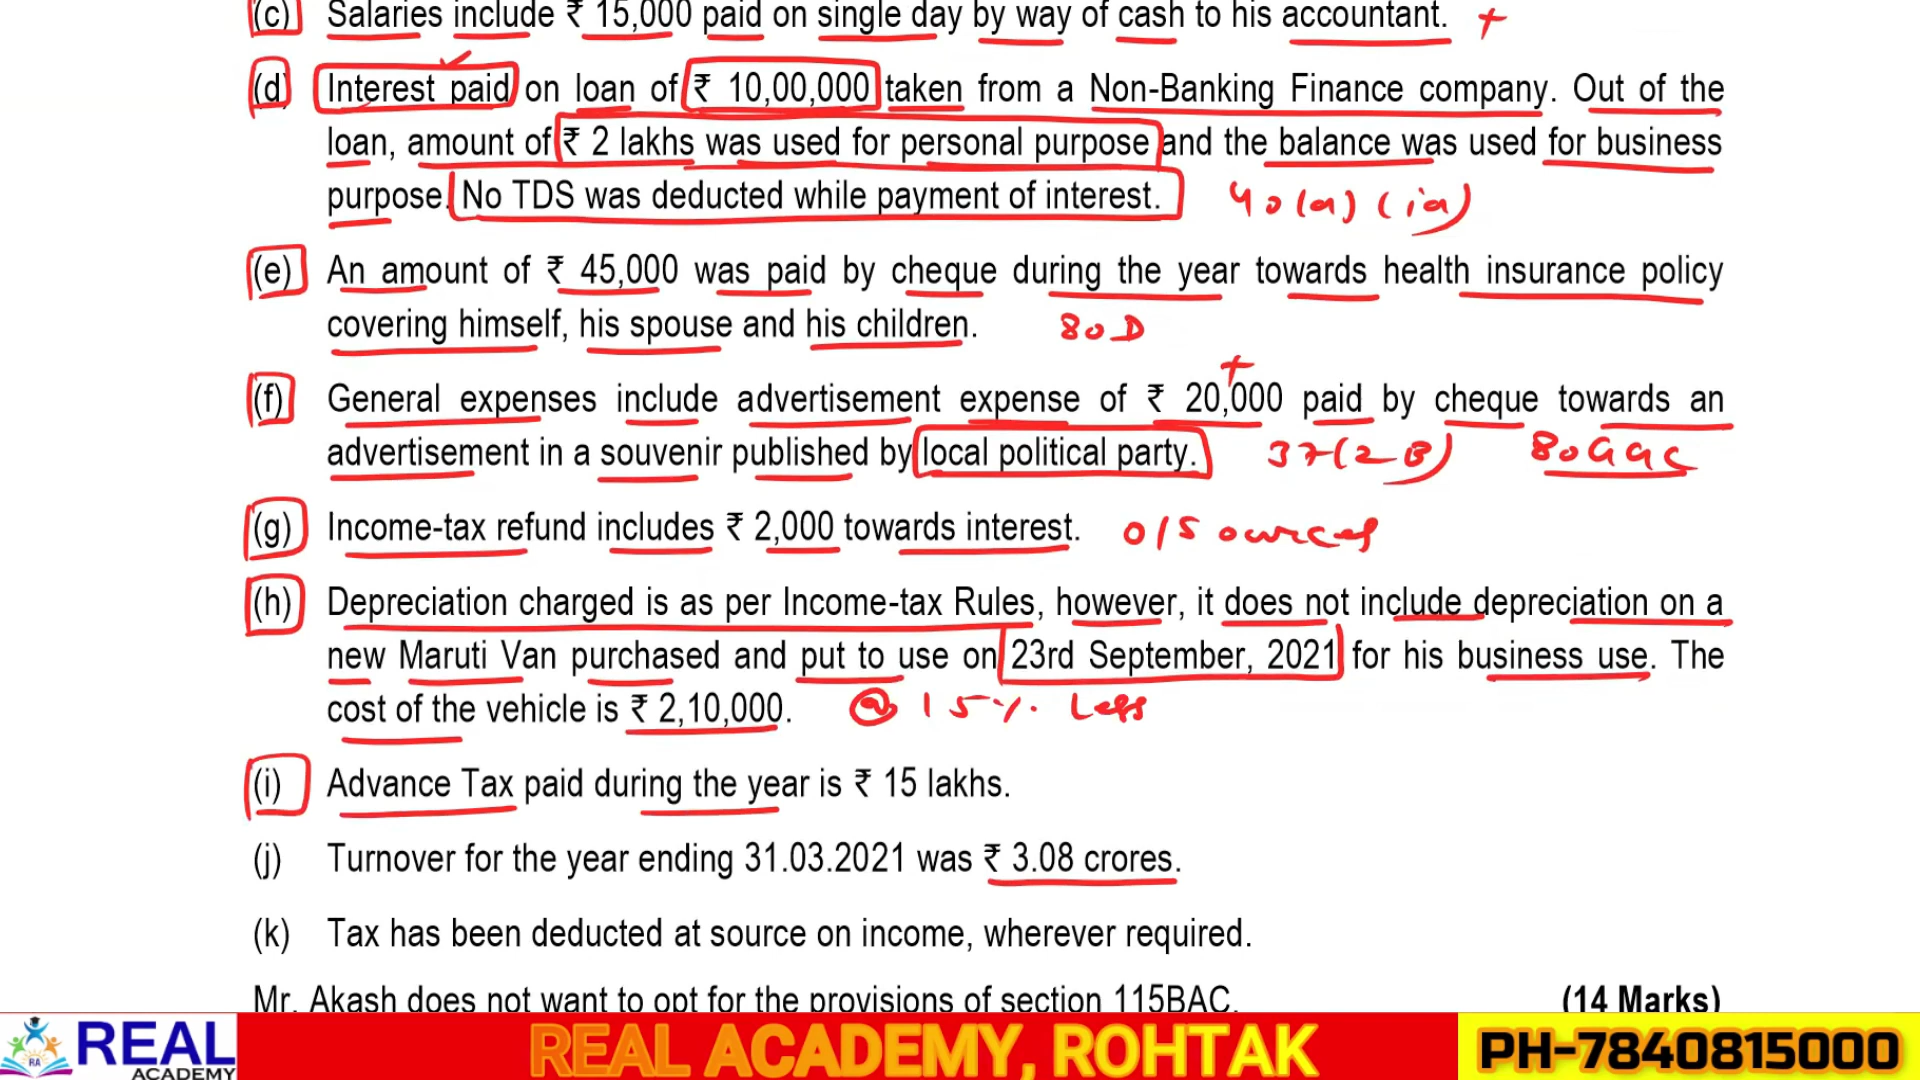 (c) Salaries include ₹ 15,000 paid on single day by way of cash to his accountant. +
(d) Interest paid on loan of ₹ 10,00,000 taken from a Non-Banking Finance company. Out of the
loan, amount of ₹ 2 lakhs was used for personal purpose and the balance was used for business
purpose. No TDS was deducted while payment of interest. 40(a)(ia)
(e) An amount of ₹ 45,000 was paid by cheque during the year towards health insurance policy
covering himself, his spouse and his children. 80D
+
(f) General expenses include advertisement expense of ₹ 20,000 paid by cheque towards an
advertisement in a souvenir published by local political party. 37(2B) 80GGC
(g) Income-tax refund includes ₹ 2,000 towards interest. o/sources
(h) Depreciation charged is as per Income-tax Rules, however, it does not include depreciation on a
new Maruti Van purchased and put to use on 23rd September, 2021 for his business use. The
cost of the vehicle is ₹ 2,10,000. @ 15% Less
(i) Advance Tax paid during the year is ₹ 15 lakhs.
(j) Turnover for the year ending 31.03.2021 was ₹ 3.08 crores.
(k) Tax has been deducted at source on income, wherever required.
Mr. Akash does not want to opt for the provisions of section 115BAC. (14 Marks)
RA REAL ACADEMY
REAL ACADEMY, ROHTAK
PH-7840815000